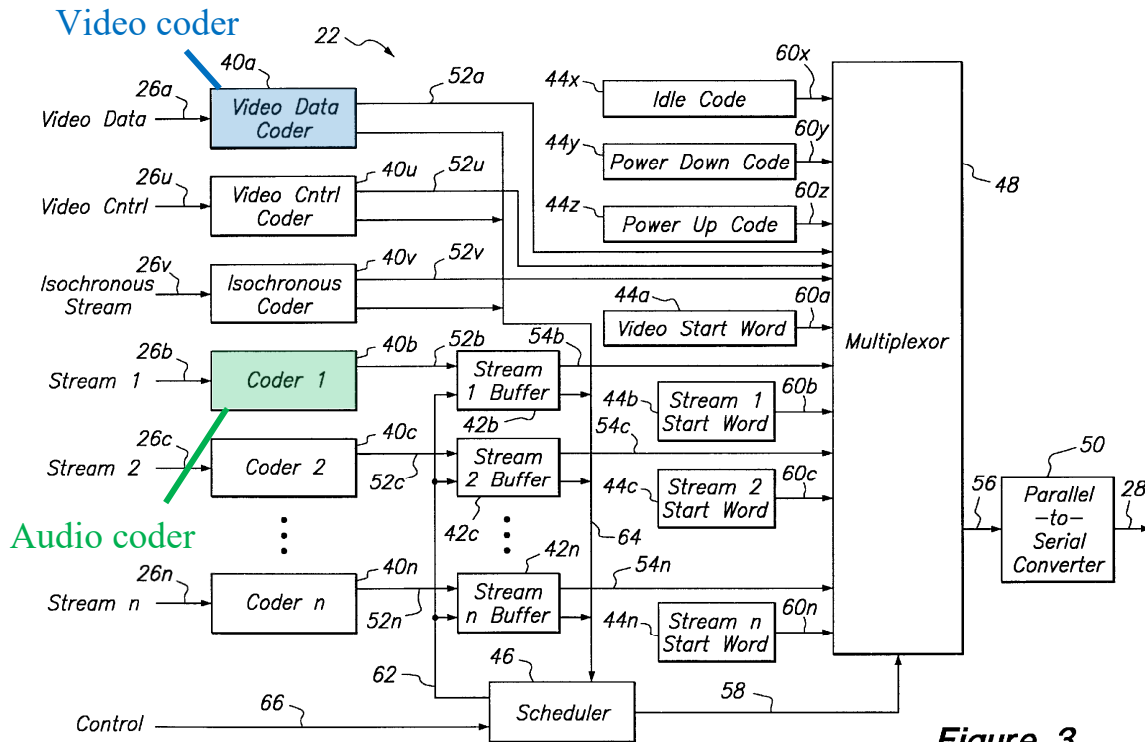 Video coder
22
40a
52a
60x
26a
Video Data
Video Data
Coder
44x
Idle Code
60y
44y
Power Down Code
48
26u
Video Cntrl
40u
Video Cntrl
Coder
52u
60z
44z
Power Up Code
26v
Isochronous
Stream
40v
Isochronous
Coder
52v
44a
60a
Video Start Word
Multiplexor
26b
Stream 1
40b
Coder 1
52b
Stream
1 Buffer
42b
54b
44b
Stream 1
Start Word
60b
26c
Stream 2
40c
Coder 2
52c
Stream
2 Buffer
42c
54c
44c
Stream 2
Start Word
60c
50
56
Parallel
-to-
Serial
Converter
28
Audio coder
64
26n
Stream n
40n
Coder n
52n
42n
Stream
n Buffer
54n
44n
Stream n
Start Word
60n
62
46
Scheduler
58
Control
66
Figure 3